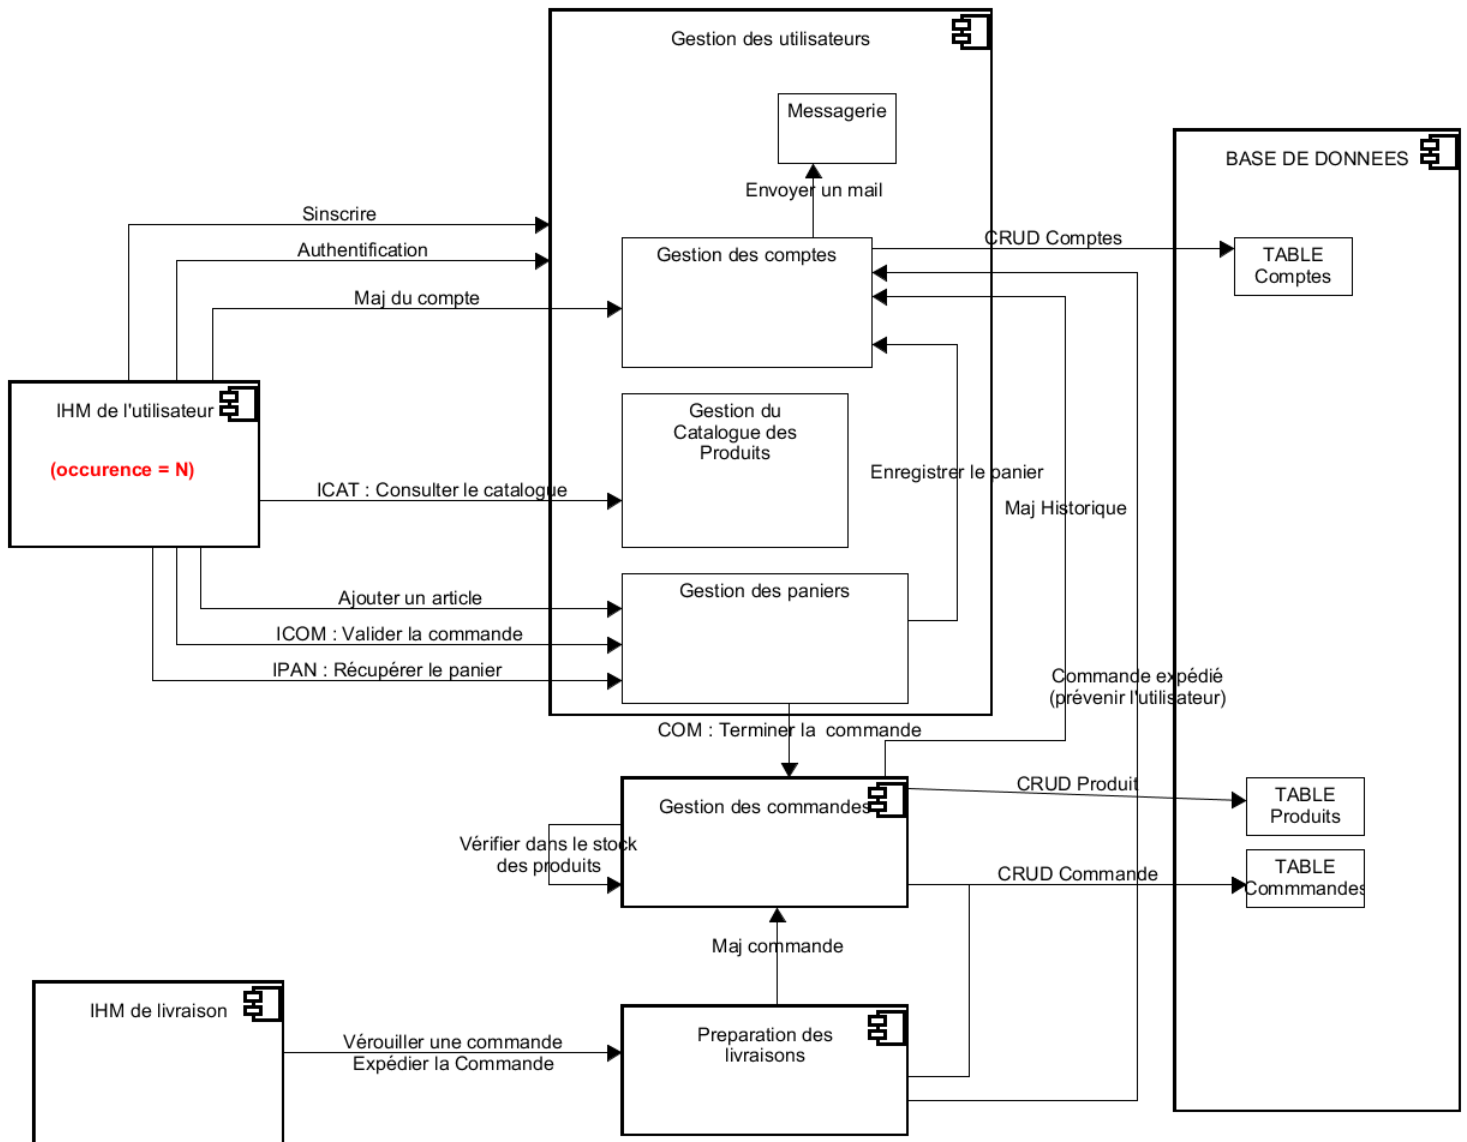 Gestion des utilisateurs
Messagerie
Envoyer un mail
BASE DE DONNEES
Sinscrire
Authentification
Maj du compte
Gestion des comptes
CRUD Comptes
TABLE
Comptes
IHM de l'utilisateur
(occurence = N)
Gestion du
Catalogue des
Produits
ICAT : Consulter le catalogue
Enregistrer le panier
Maj Historique
Gestion des paniers
Ajouter un article
ICOM : Valider la commande
IPAN : Récupérer le panier
Commande expédié
(prévenir l'utilisateur)
COM : Terminer la commande
Gestion des commandes
CRUD Produit
TABLE
Produits
Vérifier dans le stock
des produits
CRUD Commande
TABLE
Commmandes
Maj commande
IHM de livraison
Vérouiller une commande
Expédier la Commande
Preparation des
livraisons